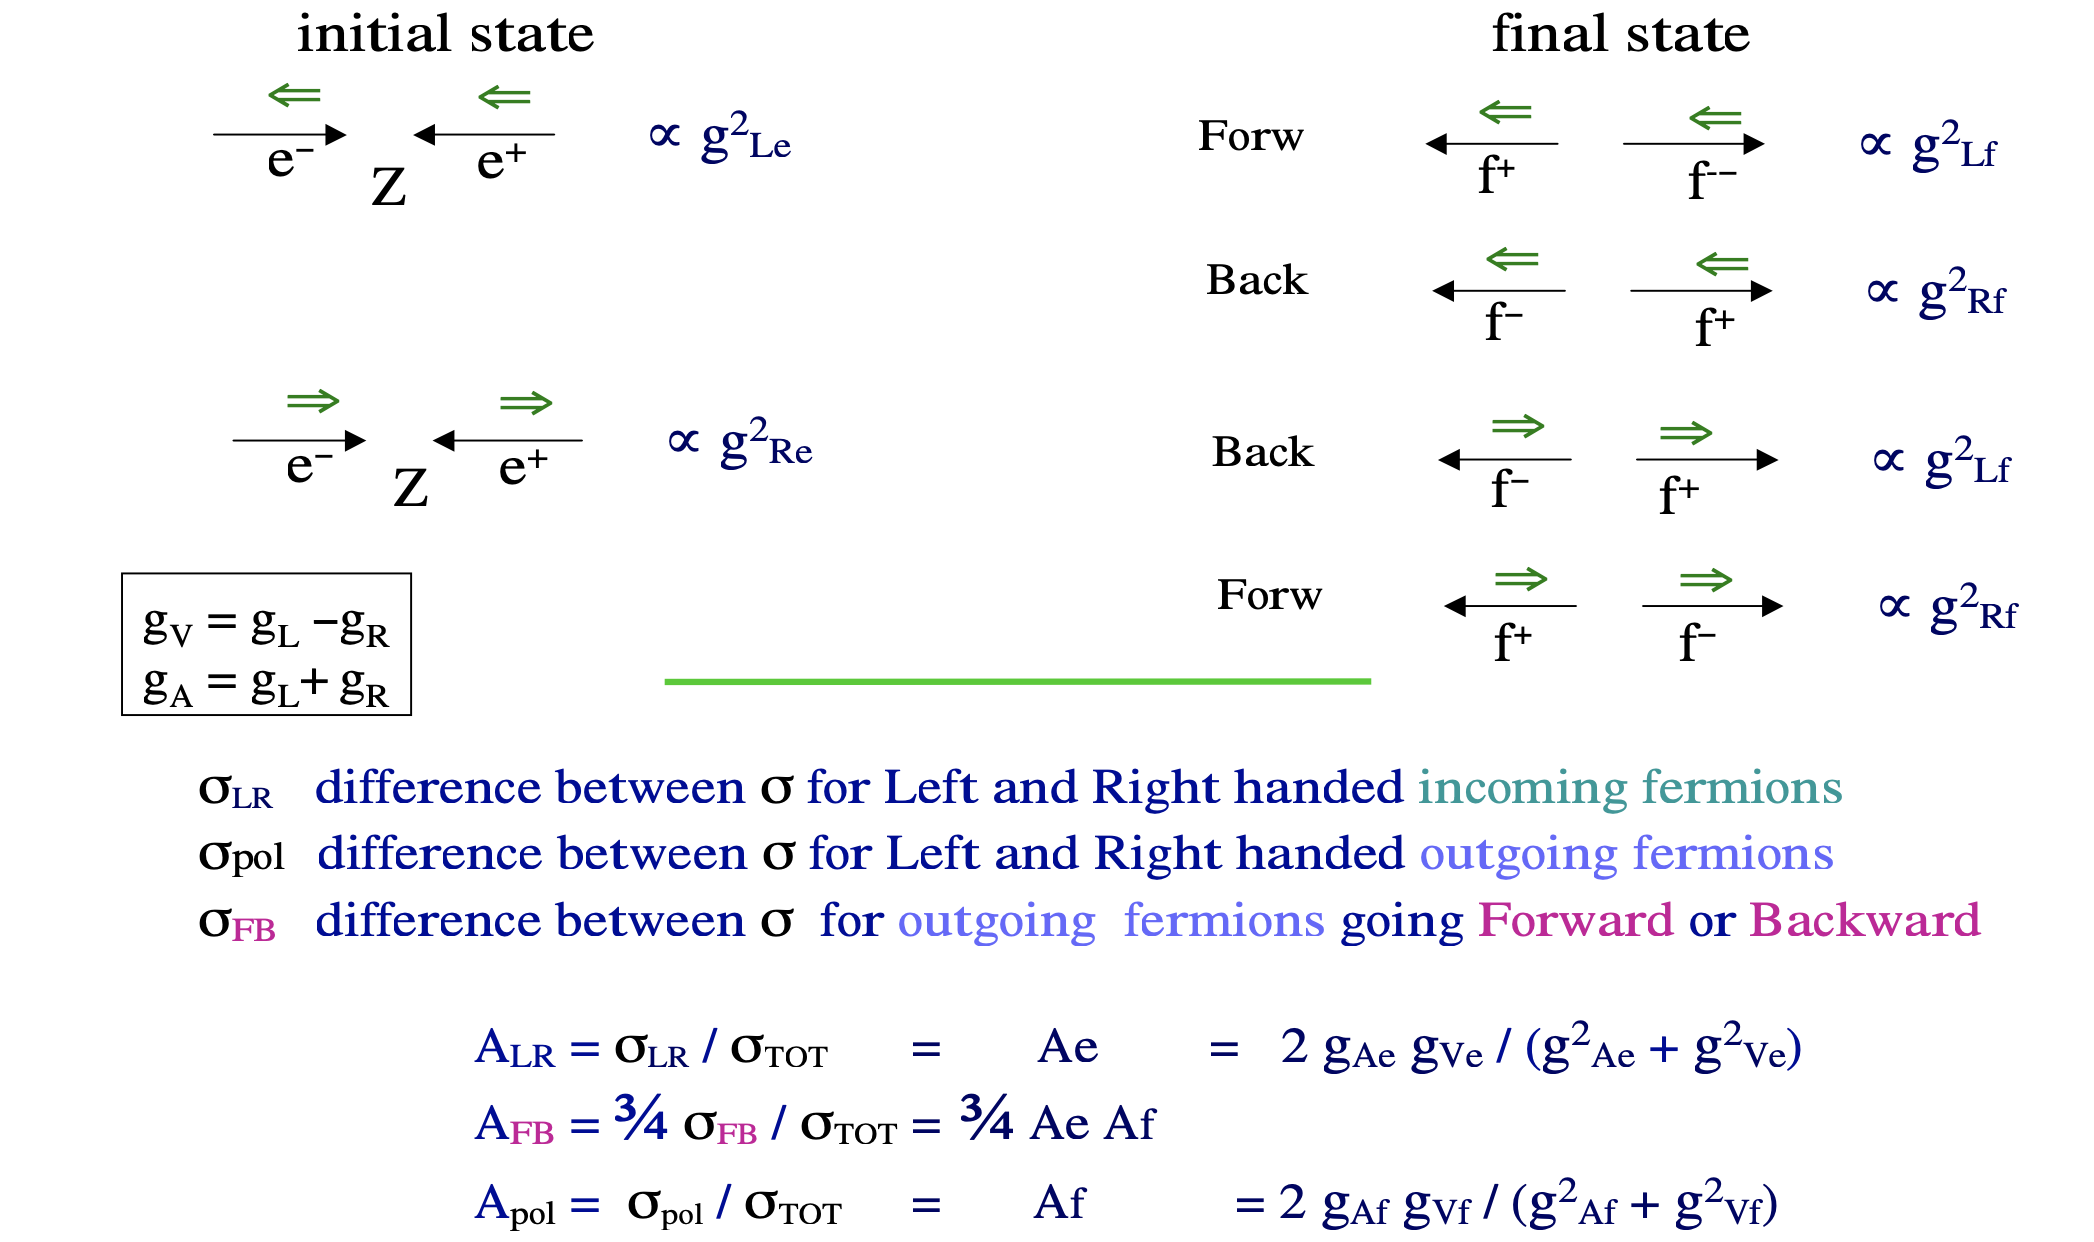 initial state
final state
⇐ ⇐
e⁻ Z e⁺ ∝ g²Le
Forw ⇐ ⇐
f⁺ f⁻⁻ ∝ g²Lf
Back ⇐ ⇐
f⁻ f⁺ ∝ g²Rf
⇒ ⇒
e⁻ Z e⁺ ∝ g²Re
Back ⇒ ⇒
f⁻ f⁺ ∝ g²Lf
Forw ⇒ ⇒
f⁺ f⁻ ∝ g²Rf
gV = gL −gR
gA = gL+ gR
σLR difference between σ for Left and Right handed incoming fermions
σpol difference between σ for Left and Right handed outgoing fermions
σFB difference between σ for outgoing fermions going Forward or Backward
ALR = σLR / σTOT = Ae = 2 gAe gVe / (g²Ae + g²Ve)
AFB = ¾ σFB / σTOT = ¾ Ae Af
Apol = σpol / σTOT = Af = 2 gAf gVf / (g²Af + g²Vf)